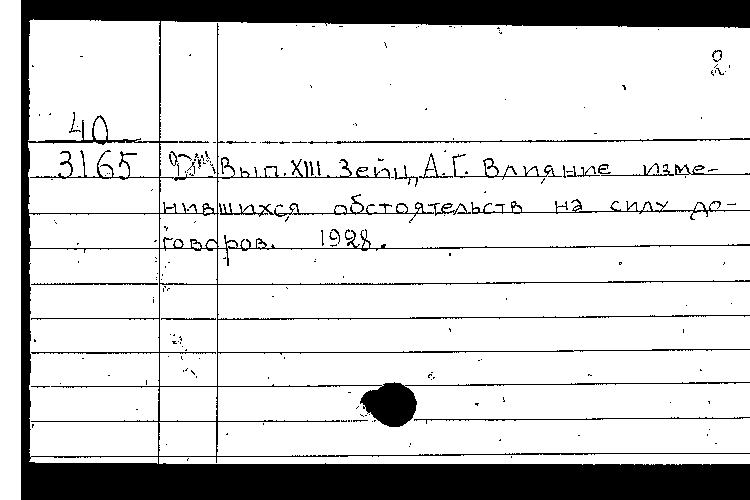 2
40
3165 Вып. XIII. Зейц, А.Г. Влияние изме-
нившихся обстоятельств на силу до-
говоров. 1928.